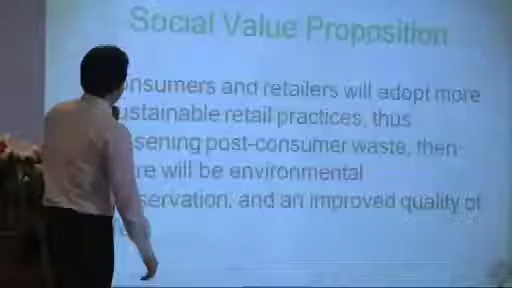 Social Value Proposition
onsumers and retailers will adopt more
ustainable retail practices, thus
sening post-consumer waste, then
re will be environmental
servation, and an improved quality of